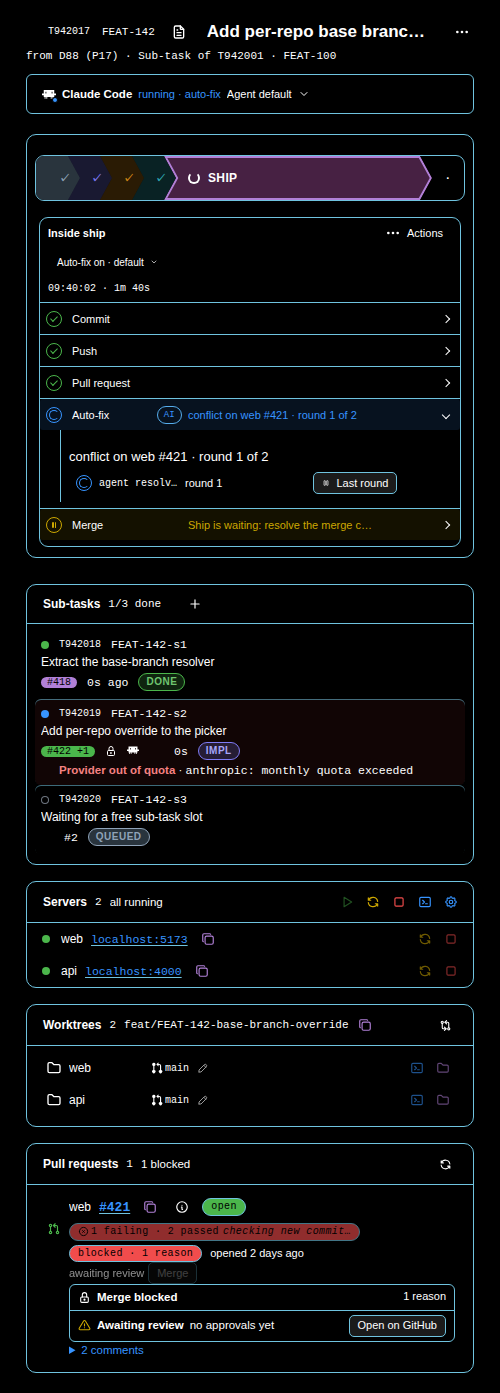 T942017 FEAT-142 Add per-repo base branc…
from D88 (P17) · Sub-task of T942001 · FEAT-100
Claude Code running · auto-fix Agent default
SHIP
Inside ship Actions
Auto-fix on · default
09:40:02 · 1m 40s
Commit
Push
Pull request
Auto-fix AI conflict on web #421 · round 1 of 2
conflict on web #421 · round 1 of 2
agent resolv… round 1 Last round
Merge Ship is waiting: resolve the merge c…
Sub-tasks 1/3 done
T942018 FEAT-142-s1
Extract the base-branch resolver
#418 0s ago DONE
T942019 FEAT-142-s2
Add per-repo override to the picker
#422 +1 0s IMPL
Provider out of quota · anthropic: monthly quota exceeded
T942020 FEAT-142-s3
Waiting for a free sub-task slot
#2 QUEUED
Servers 2 all running
web localhost:5173
api localhost:4000
Worktrees 2 feat/FEAT-142-base-branch-override
web main
api main
Pull requests 1 1 blocked
web #421 open
1 failing · 2 passed checking new commit…
blocked · 1 reason opened 2 days ago
awaiting review Merge
Merge blocked 1 reason
Awaiting review no approvals yet Open on GitHub
2 comments